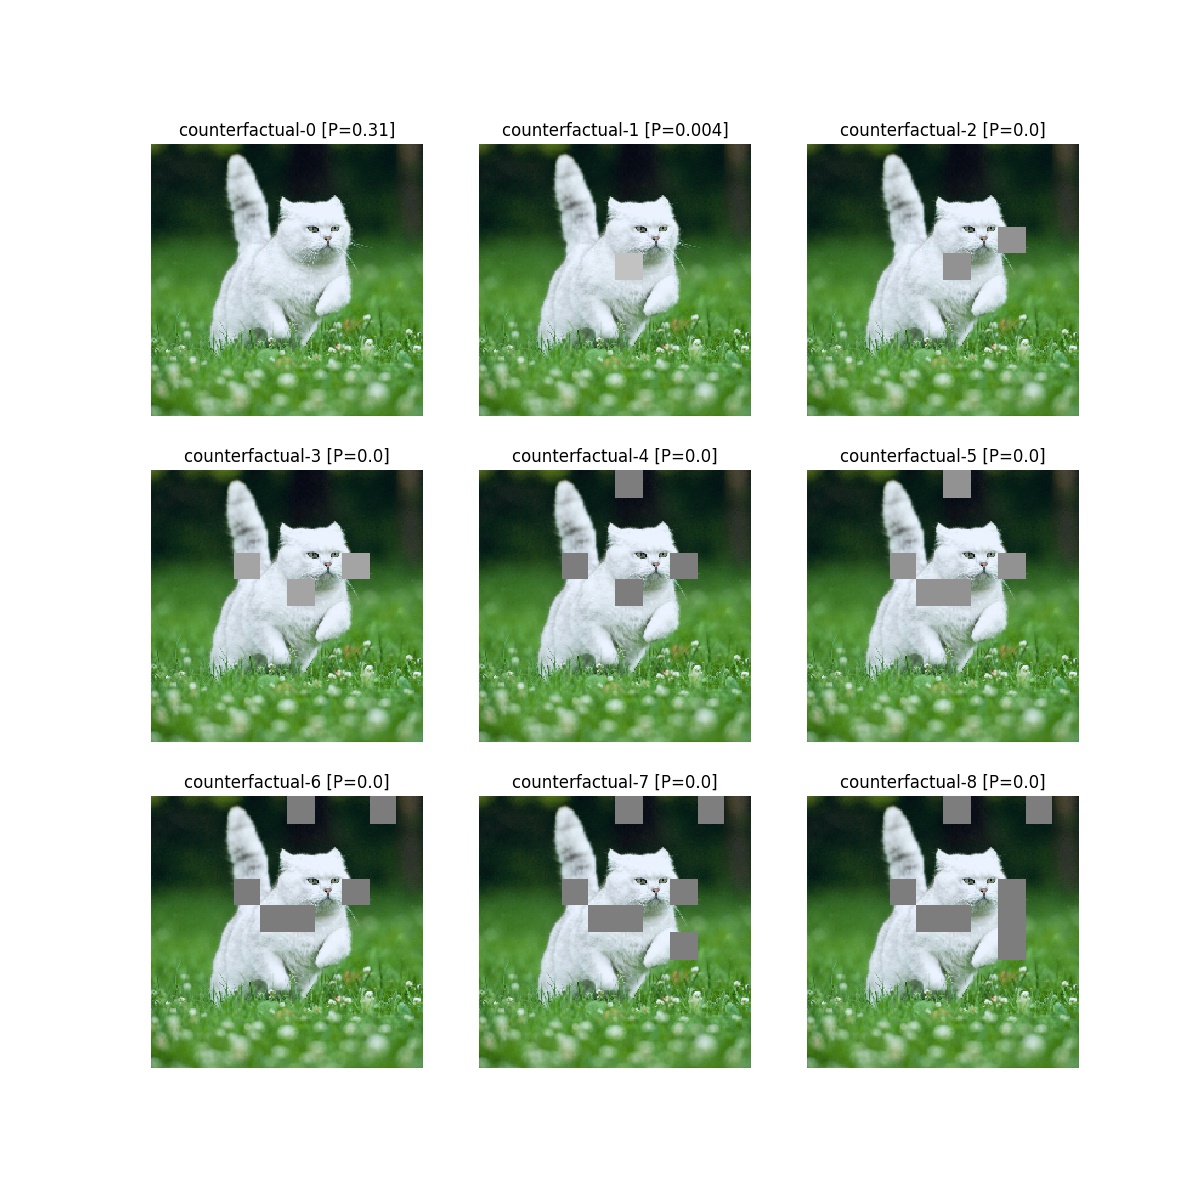 counterfactual-0 [P=0.31]
counterfactual-1 [P=0.004]
counterfactual-2 [P=0.0]
counterfactual-3 [P=0.0]
counterfactual-4 [P=0.0]
counterfactual-5 [P=0.0]
counterfactual-6 [P=0.0]
counterfactual-7 [P=0.0]
counterfactual-8 [P=0.0]